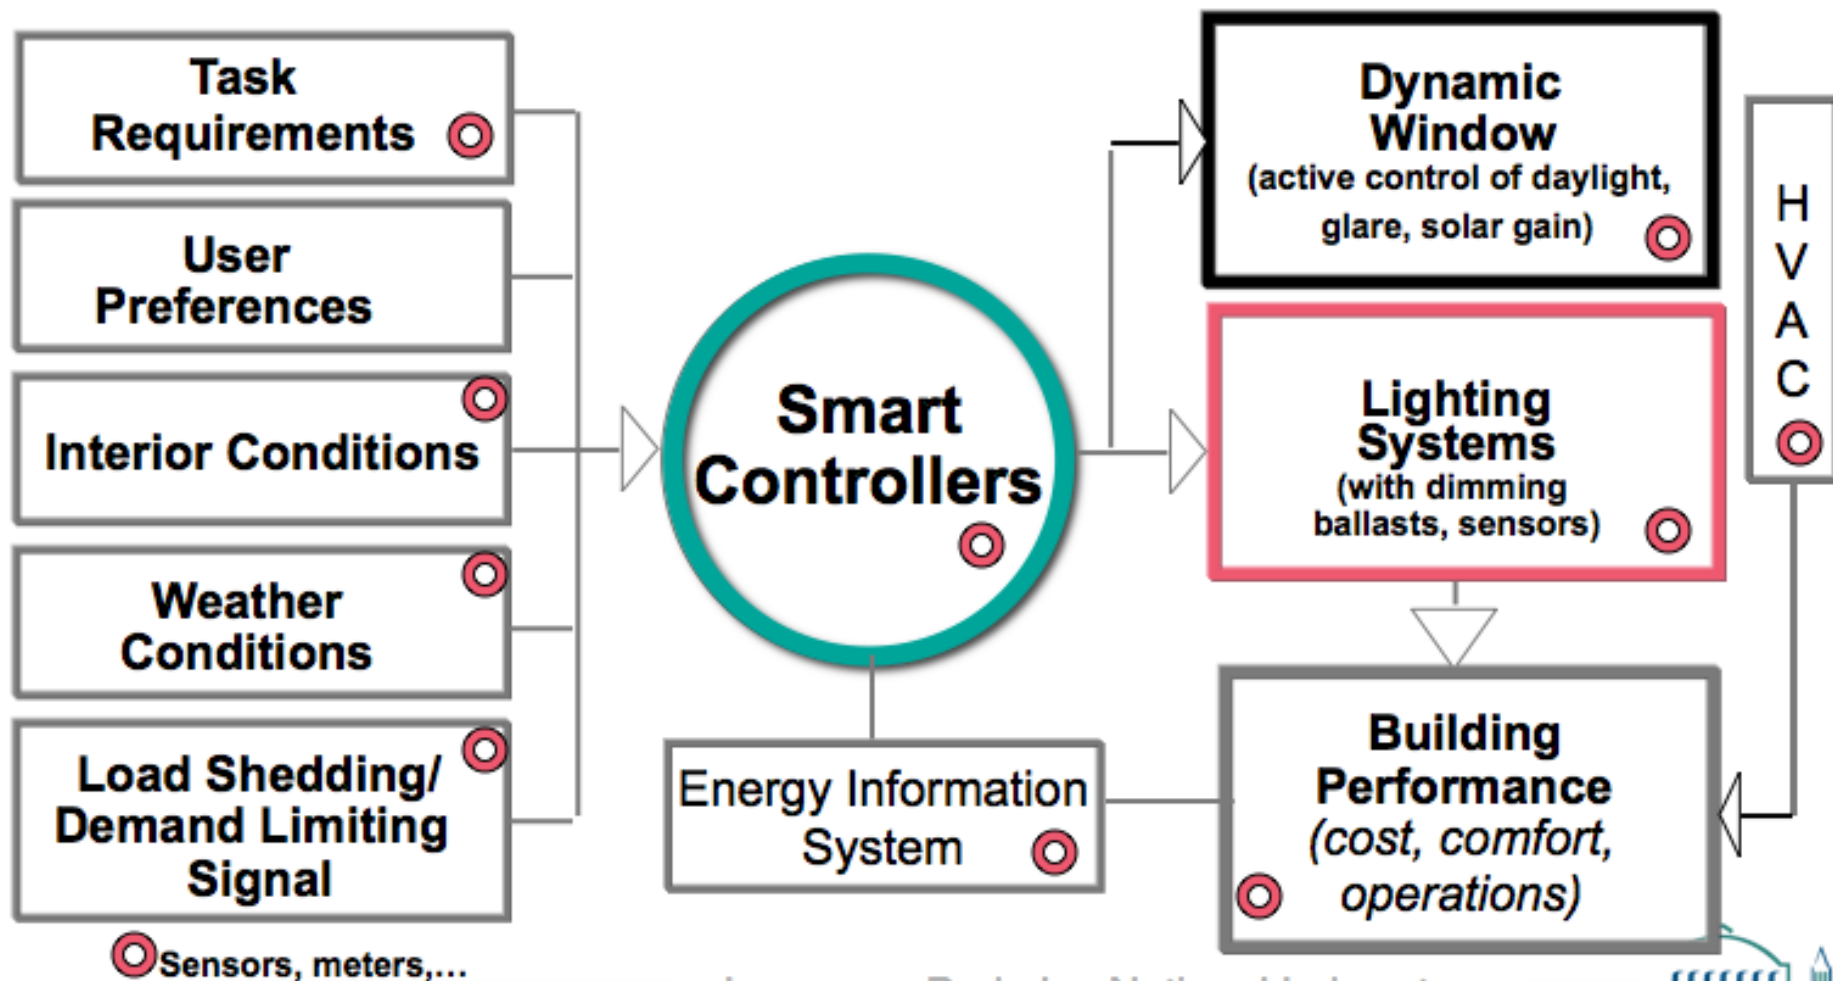 Task
Requirements
User
Preferences
Interior Conditions
Weather
Conditions
Load Shedding/
Demand Limiting
Signal
Sensors, meters,...
Smart
Controllers
Energy Information
System
Dynamic
Window
(active control of daylight,
glare, solar gain)
Lighting
Systems
(with dimming
ballasts, sensors)
Building
Performance
(cost, comfort,
operations)
H
V
A
C